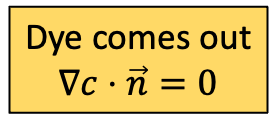 Dye comes out
∇𝑐 ⋅ 𝑛⃗ = 0